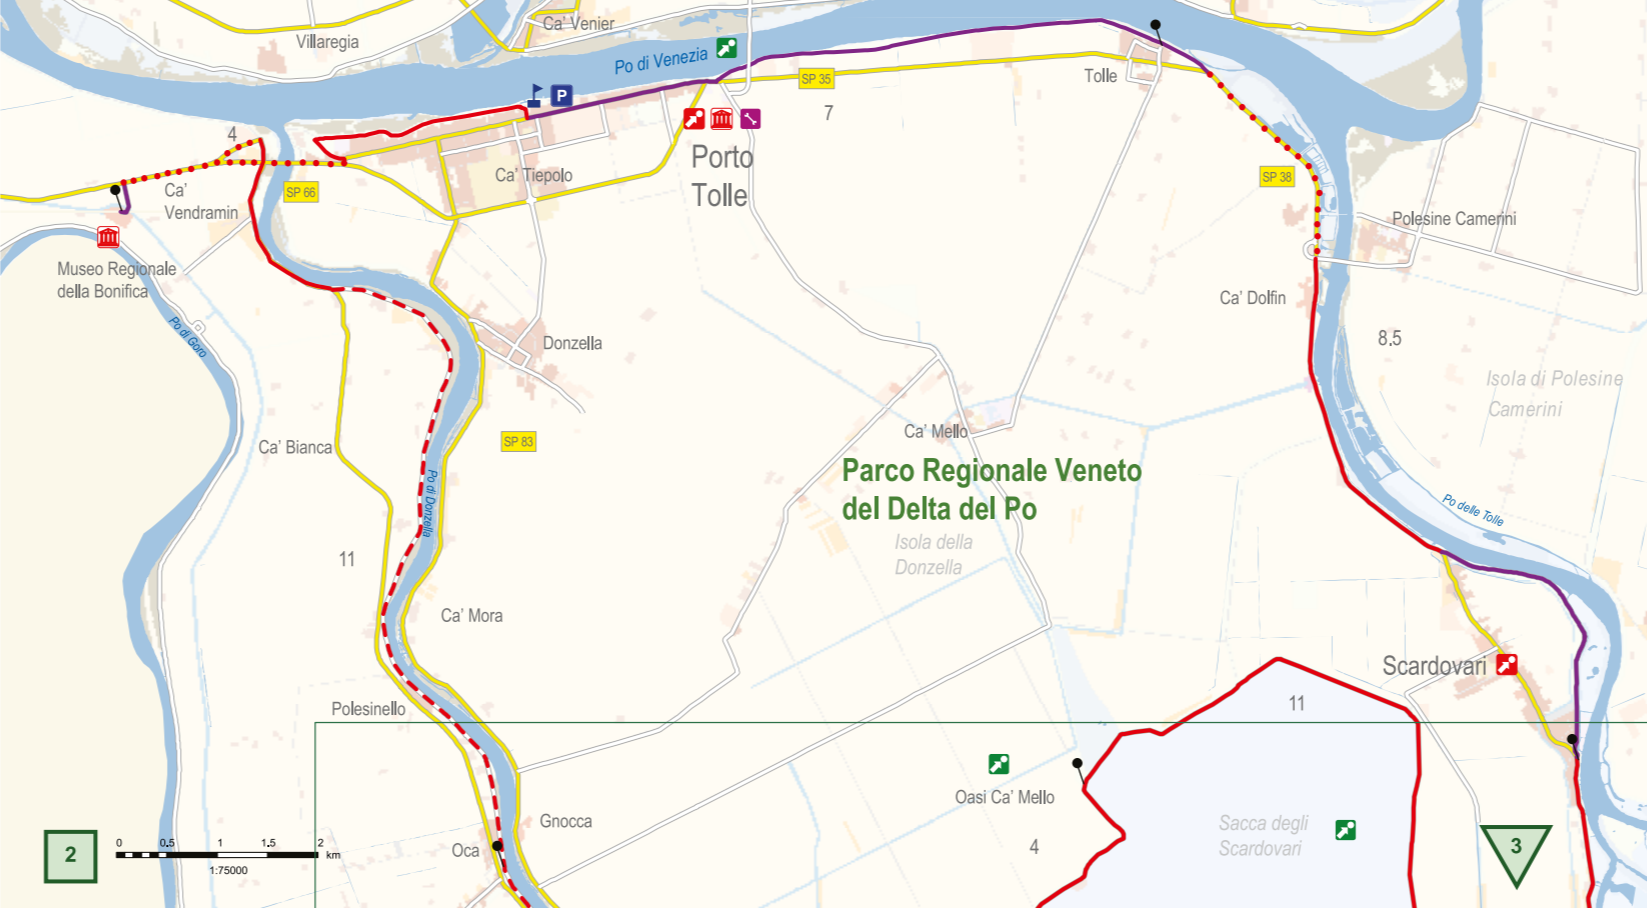 Ca' Venier
Villaregia
Po di Venezia
P
SP 35
Tolle
7
4
Porto
Tolle
Ca' Tiepolo
SP 38
SP 66
Ca'
Vendramin
Polesine Camerini
Museo Regionale
della Bonifica
Ca' Dolfin
Po di Goro
Donzella
8,5
Isola di Polesine
Camerini
Ca' Mello
SP 83
Ca' Bianca
Parco Regionale Veneto
del Delta del Po
Po di Donzella
Po delle Tolle
Isola della
Donzella
11
Ca' Mora
Scardovari
Polesinello
11
Oasi Ca' Mello
Gnocca
Sacca degli
Scardovari
4
Oca
2
0 0.5 1 1.5 2
km
1:75000
3